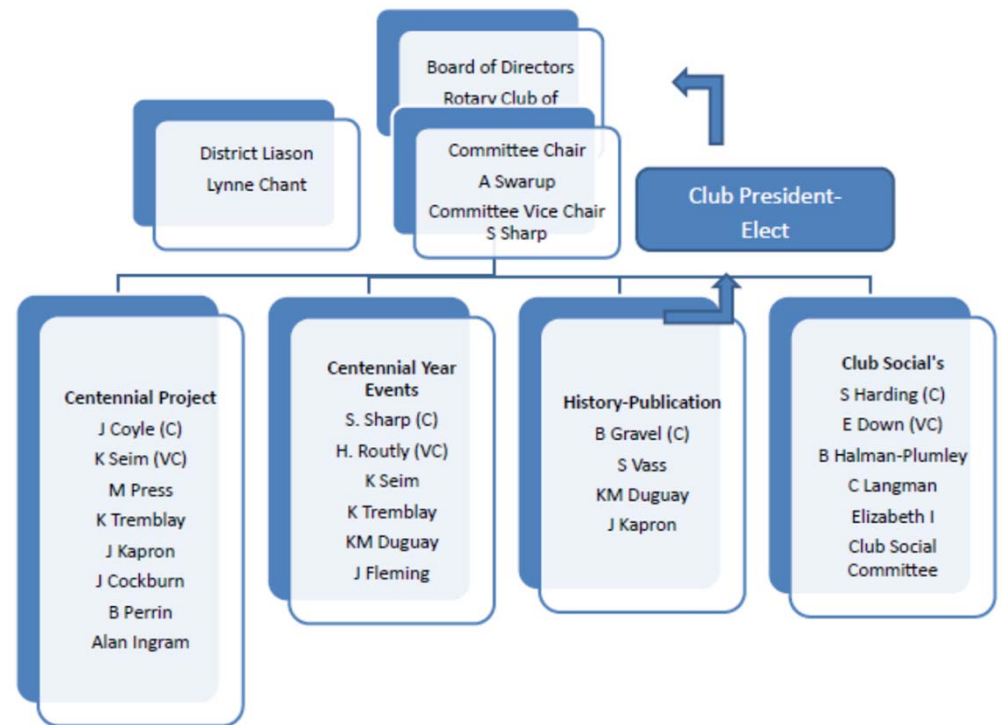 Board of Directors
Rotary Club of
District Liason
Lynne Chant
Committee Chair
A Swarup
Committee Vice Chair
S Sharp
Club President-
Elect
Centennial Project
J Coyle (C)
K Seim (VC)
M Press
K Tremblay
J Kapron
J Cockburn
B Perrin
Alan Ingram
Centennial Year
Events
S. Sharp (C)
H. Routly (VC)
K Seim
K Tremblay
KM Duguay
J Fleming
History-Publication
B Gravel (C)
S Vass
KM Duguay
J Kapron
Club Social's
S Harding (C)
E Down (VC)
B Halman-Plumley
C Langman
Elizabeth I
Club Social
Committee